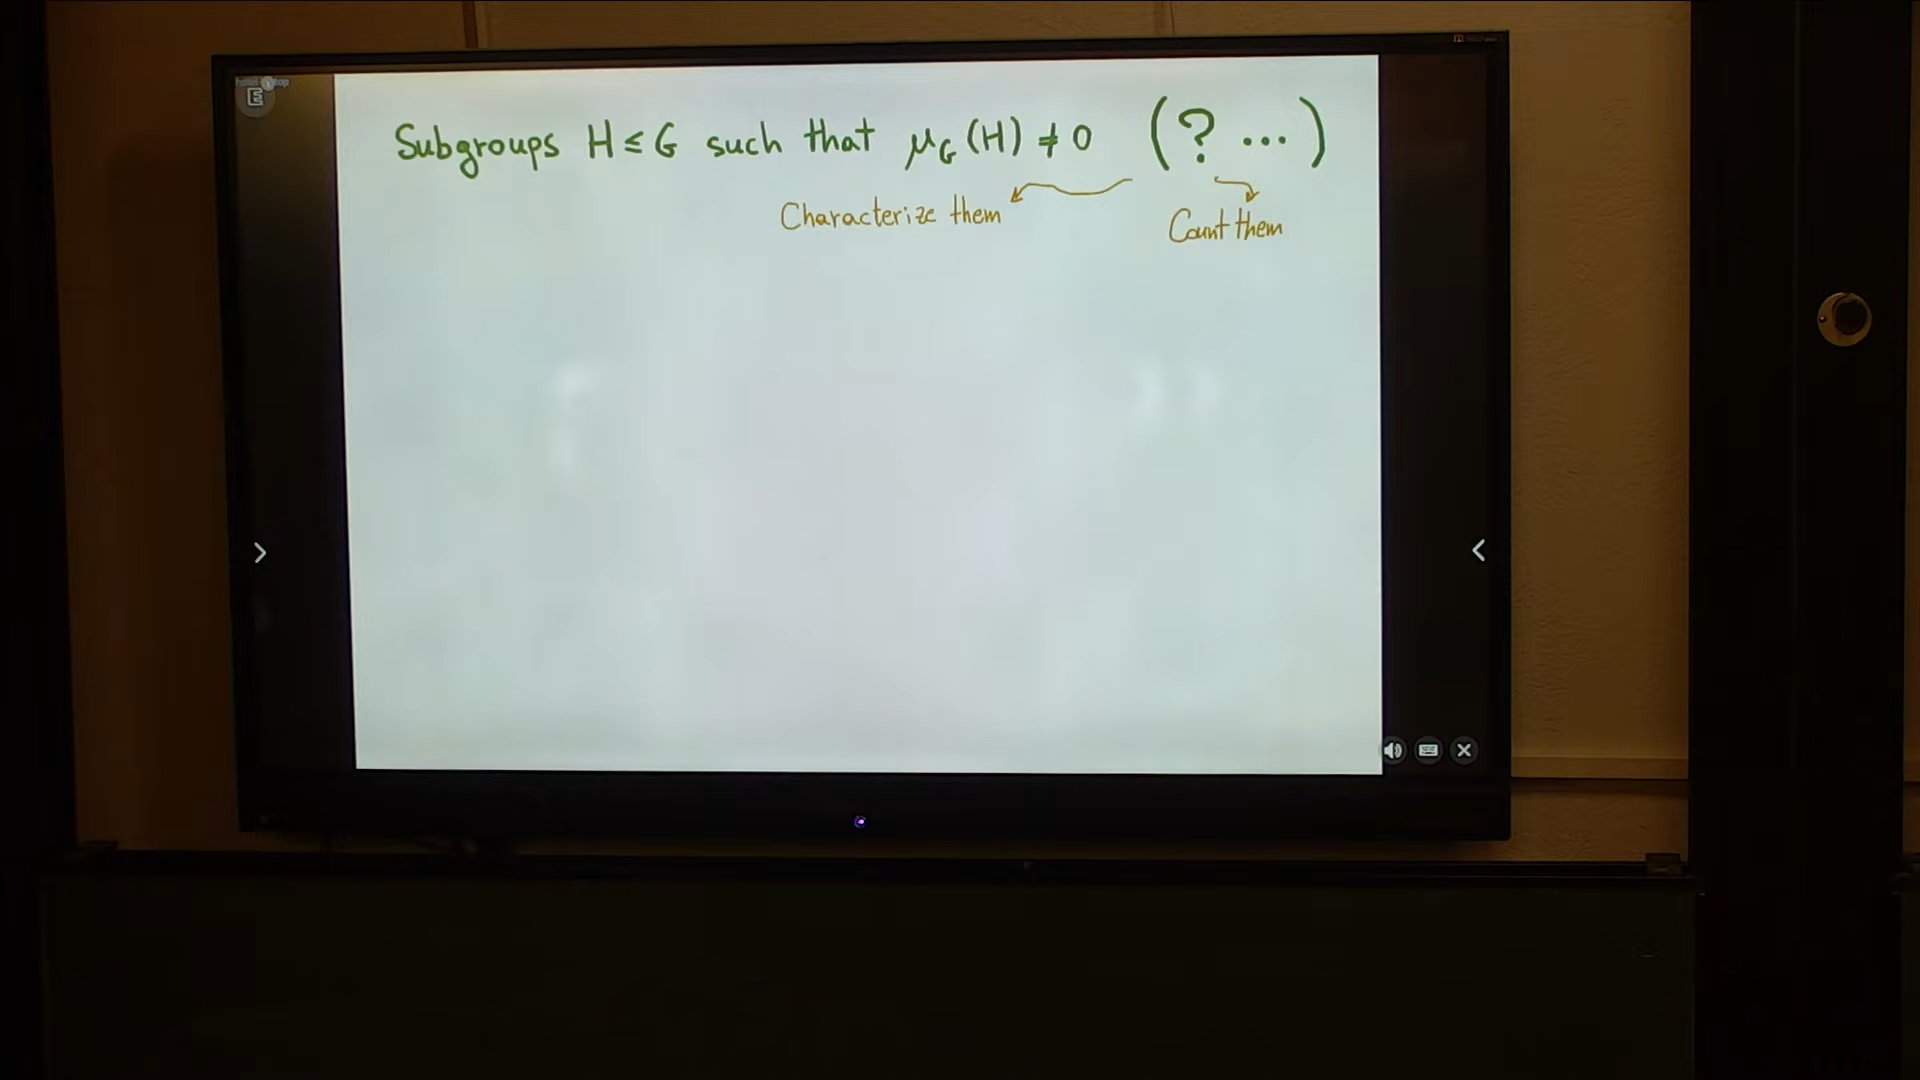 Subgroups H ≤ G such that μ_G(H) ≠ 0 (? ...)
Characterize them
Count them
E